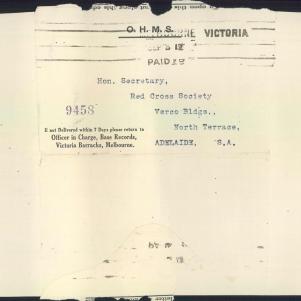 O. H. M. S.
VICTORIA
PAID
Hon. Secretary,
Red Cross Society
Verco Bldgs.,
North Terrace,
ADELAIDE, S.A.
9458
If not Delivered within 7 Days please return to
Officer in Charge, Base Records,
Victoria Barracks, Melbourne.